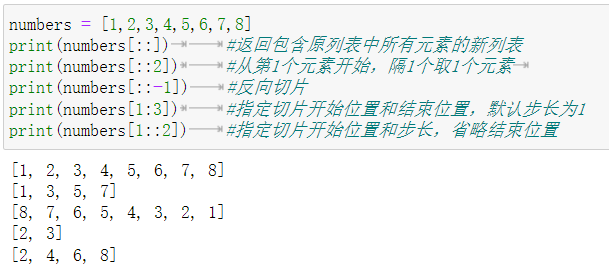 numbers = [1,2,3,4,5,6,7,8]
print(numbers[::]) #返回包含原列表中所有元素的新列表
print(numbers[::2]) #从第1个元素开始，隔1个取1个元素
print(numbers[::-1]) #反向切片
print(numbers[1:3]) #指定切片开始位置和结束位置，默认步长为1
print(numbers[1::2]) #指定切片开始位置和步长，省略结束位置
[1, 2, 3, 4, 5, 6, 7, 8]
[1, 3, 5, 7]
[8, 7, 6, 5, 4, 3, 2, 1]
[2, 3]
[2, 4, 6, 8]